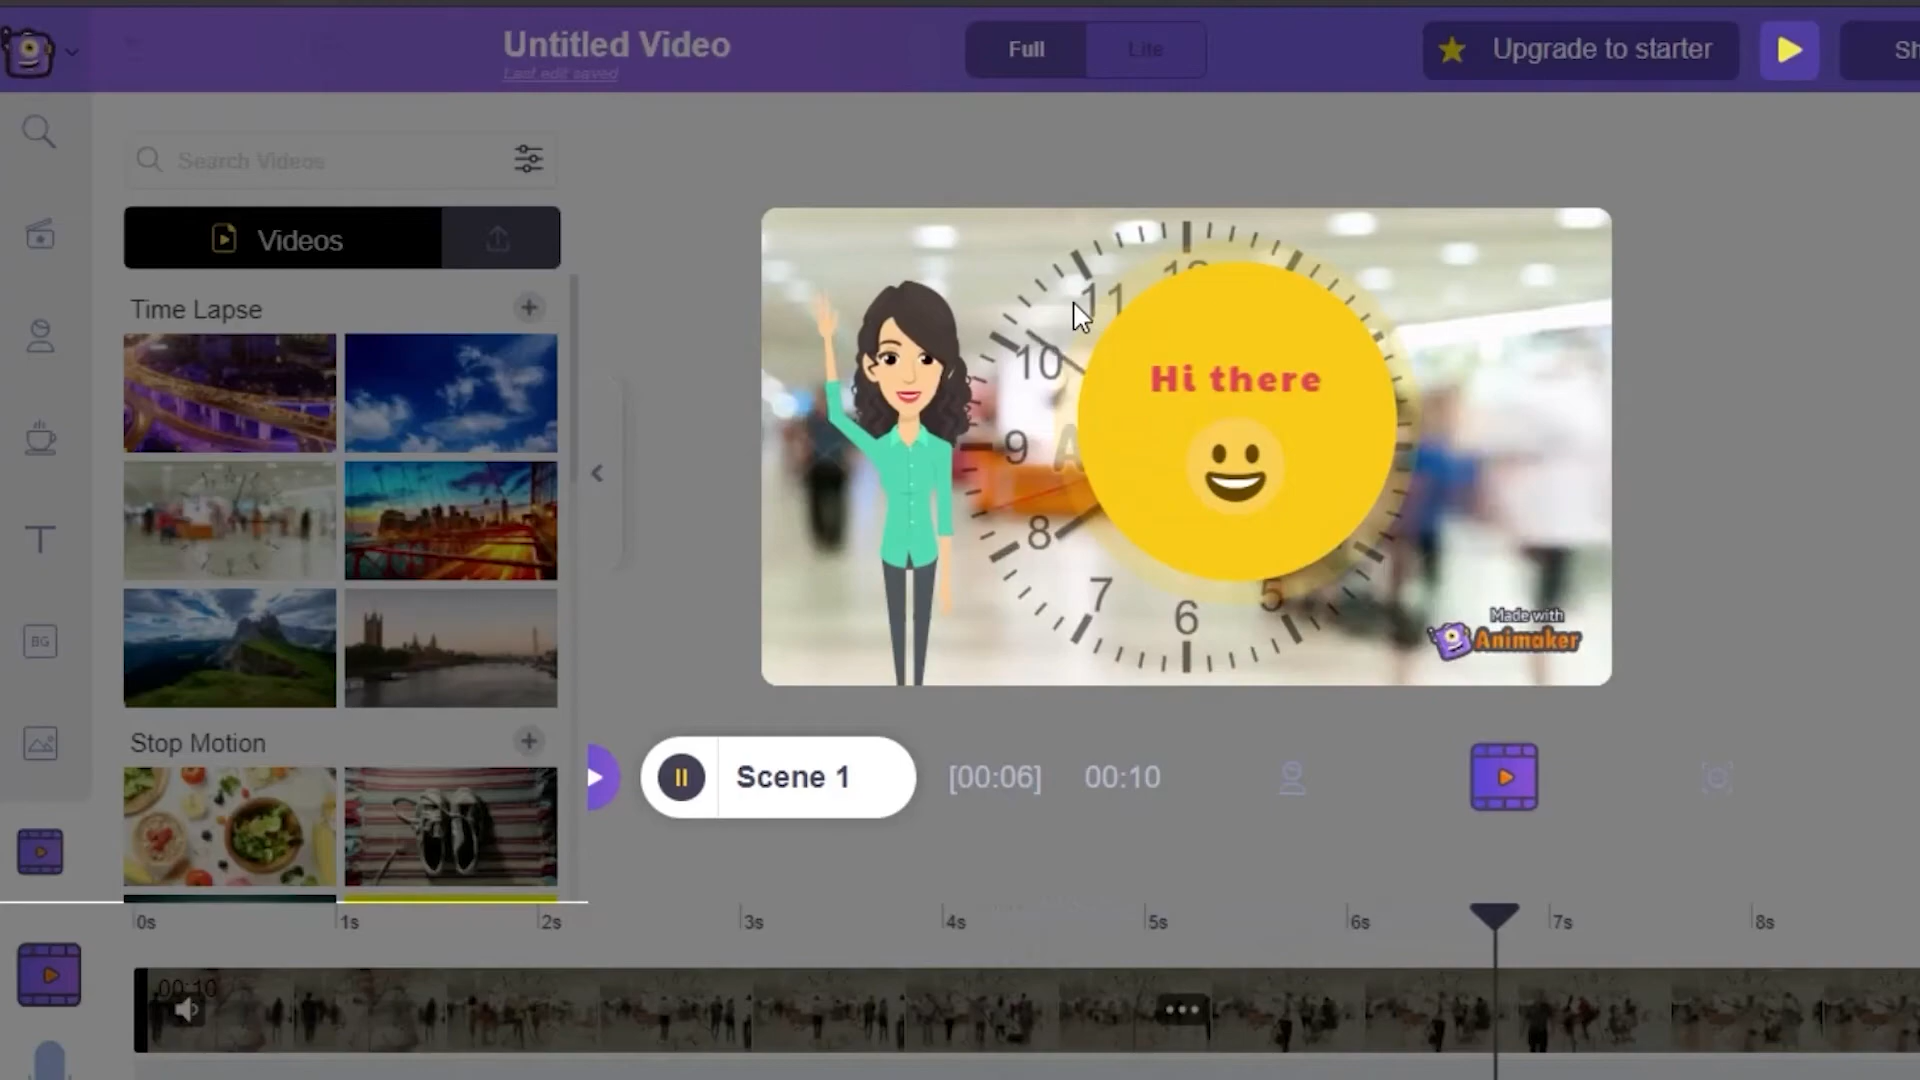 Untitled Video
Last edit saved
Full
Lite
Upgrade to starter
Sh
Search Videos
Videos
Time Lapse
Stop Motion
BG
11
10
9
8
7
6
5
Hi there
Made with
Animaker
Scene 1
[00:06]
00:10
0s
1s
2s
3s
4s
5s
6s
7s
8s
00:10